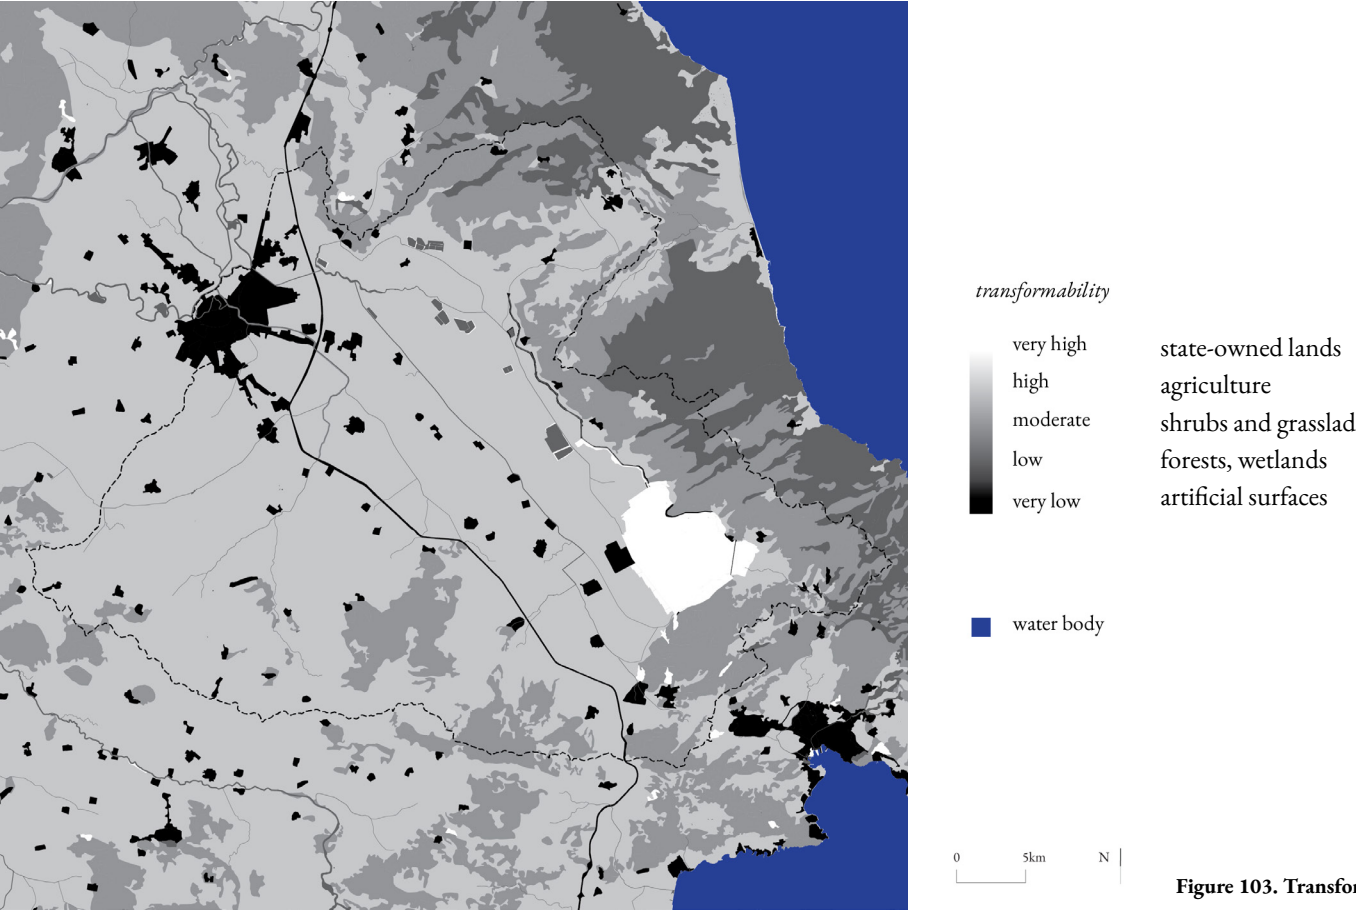 transformability
very high
high
moderate
low
very low
state-owned lands
agriculture
shrubs and grasslad
forests, wetlands
artificial surfaces
water body
0 5km N
Figure 103. Transfor